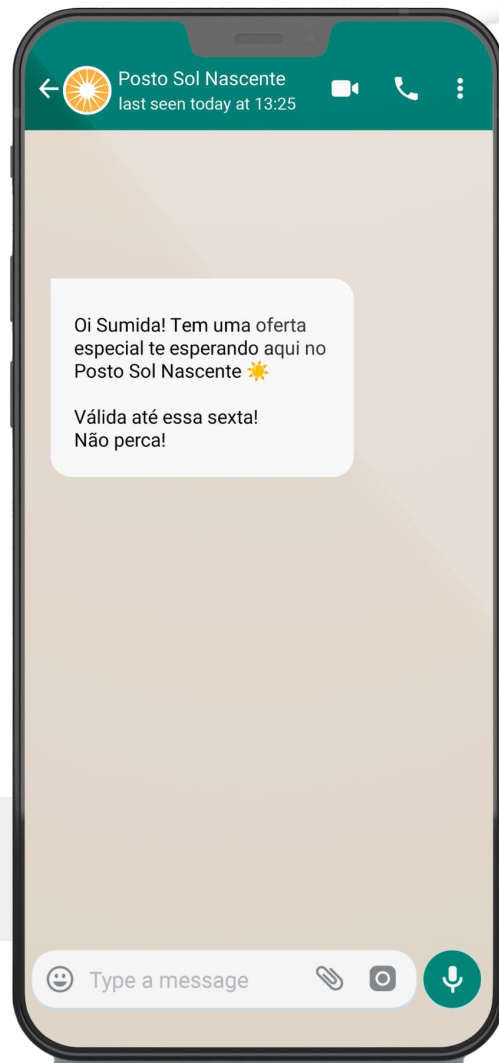 Posto Sol Nascente
last seen today at 13:25
Oi Sumida! Tem uma oferta
especial te esperando aqui no
Posto Sol Nascente ☀️
Válida até essa sexta!
Não perca!
Type a message